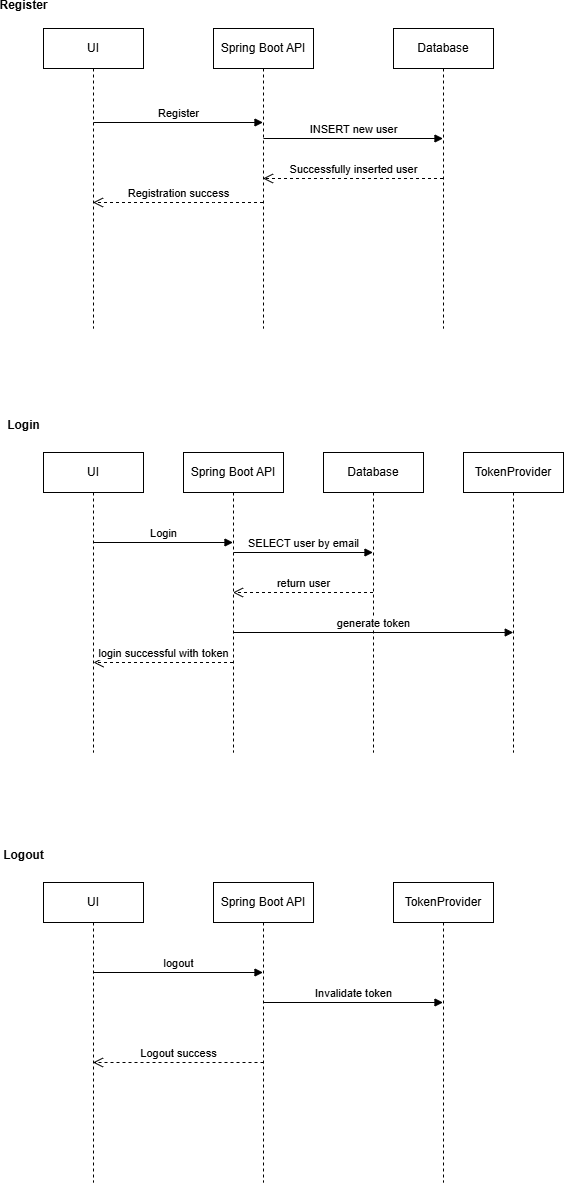 Register
UI
Spring Boot API
Database
Register
INSERT new user
Successfully inserted user
Registration success
Login
UI
Spring Boot API
Database
TokenProvider
Login
SELECT user by email
return user
generate token
login successful with token
Logout
UI
Spring Boot API
TokenProvider
logout
Invalidate token
Logout success